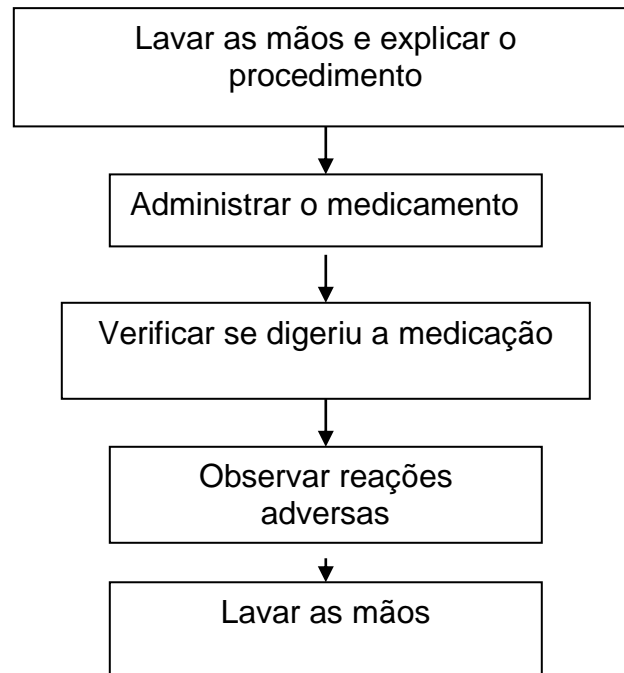 Lavar as mãos e explicar o
procedimento
Administrar o medicamento
Verificar se digeriu a medicação
Observar reações
adversas
Lavar as mãos